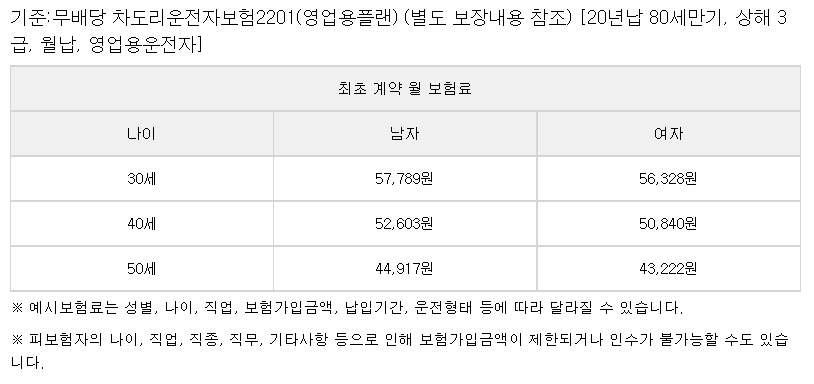 기준:무배당 차도리운전자보험2201(영업용플랜) (별도 보장내용 참조) [20년납 80세만기, 상해 3
급, 월납, 영업용운전자]
최초 계약 월 보험료
나이 남자 여자
30세 57,789원 56,328원
40세 52,603원 50,840원
50세 44,917원 43,222원
※ 예시보험료는 성별, 나이, 직업, 보험가입금액, 납입기간, 운전형태 등에 따라 달라질 수 있습니다.
※ 피보험자의 나이, 직업, 직종, 직무, 기타사항 등으로 인해 보험가입금액이 제한되거나 인수가 불가능할 수도 있습
니다.